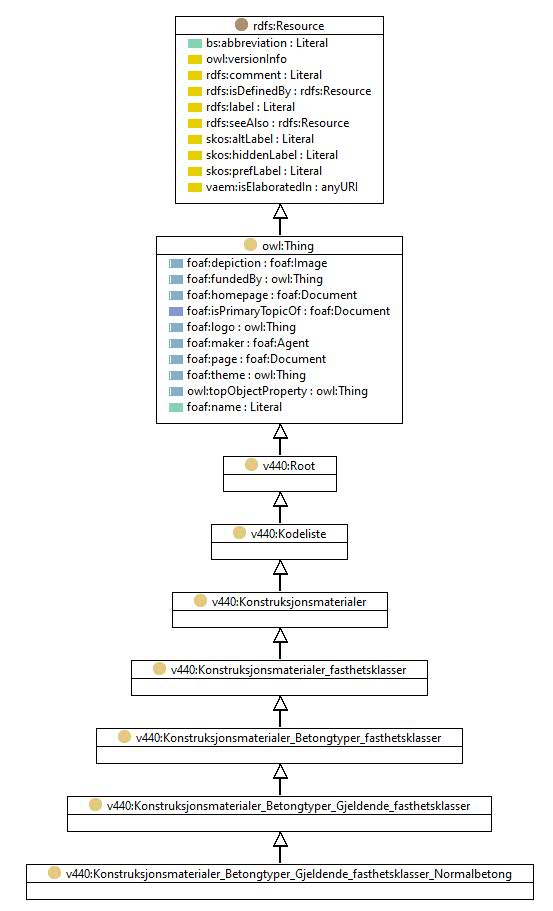 rdfs:Resource
bs:abbreviation : Literal
owl:versionInfo
rdfs:comment : Literal
rdfs:isDefinedBy : rdfs:Resource
rdfs:label : Literal
rdfs:seeAlso : rdfs:Resource
skos:altLabel : Literal
skos:hiddenLabel : Literal
skos:prefLabel : Literal
vaem:isElaboratedIn : anyURI
owl:Thing
foaf:depiction : foaf:Image
foaf:fundedBy : owl:Thing
foaf:homepage : foaf:Document
foaf:isPrimaryTopicOf : foaf:Document
foaf:logo : owl:Thing
foaf:maker : foaf:Agent
foaf:page : foaf:Document
foaf:theme : owl:Thing
owl:topObjectProperty : owl:Thing
foaf:name : Literal
v440:Root
v440:Kodeliste
v440:Konstruksjonsmaterialer
v440:Konstruksjonsmaterialer_fasthetsklasser
v440:Konstruksjonsmaterialer_Betongtyper_fasthetsklasser
v440:Konstruksjonsmaterialer_Betongtyper_Gjeldende_fasthetsklasser
v440:Konstruksjonsmaterialer_Betongtyper_Gjeldende_fasthetsklasser_Normalbetong